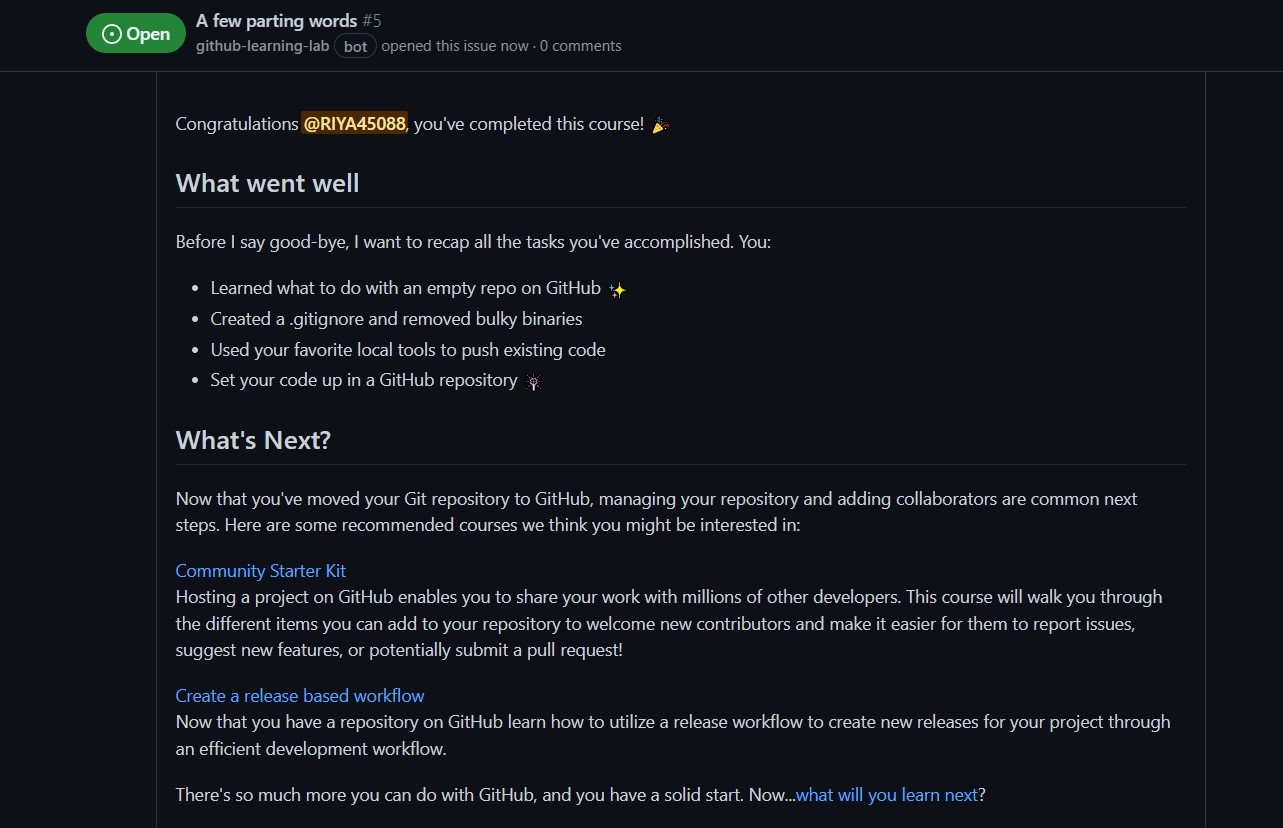 Open
A few parting words #5
github-learning-lab bot opened this issue now · 0 comments
Congratulations @RIYA45088, you've completed this course! 🎉
What went well
Before I say good-bye, I want to recap all the tasks you've accomplished. You:
• Learned what to do with an empty repo on GitHub ✨
• Created a .gitignore and removed bulky binaries
• Used your favorite local tools to push existing code
• Set your code up in a GitHub repository
What's Next?
Now that you've moved your Git repository to GitHub, managing your repository and adding collaborators are common next
steps. Here are some recommended courses we think you might be interested in:
Community Starter Kit
Hosting a project on GitHub enables you to share your work with millions of other developers. This course will walk you through
the different items you can add to your repository to welcome new contributors and make it easier for them to report issues,
suggest new features, or potentially submit a pull request!
Create a release based workflow
Now that you have a repository on GitHub learn how to utilize a release workflow to create new releases for your project through
an efficient development workflow.
There's so much more you can do with GitHub, and you have a solid start. Now...what will you learn next?